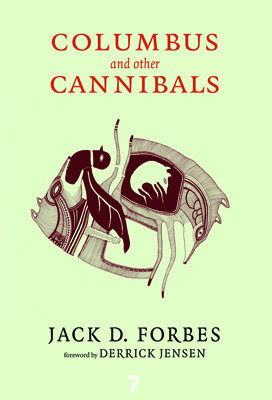 COLUMBUS
and other
CANNIBALS
JACK D. FORBES
foreword by DERRICK JENSEN
7